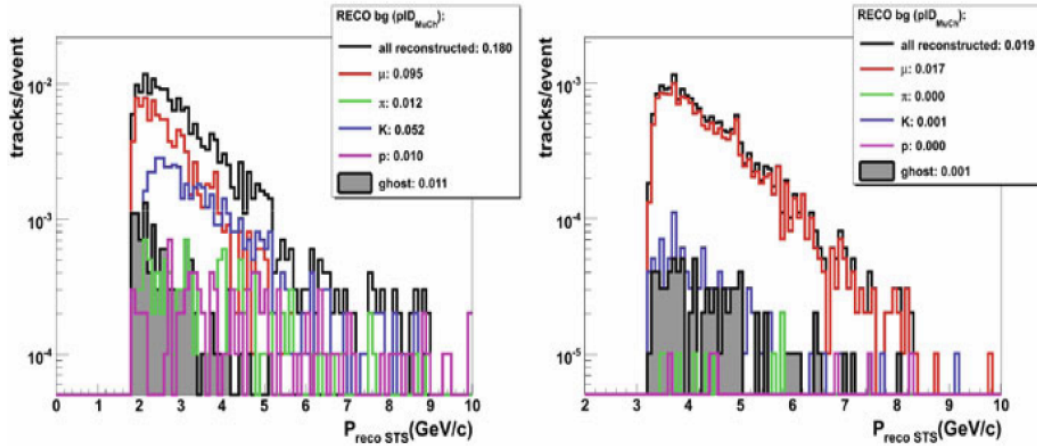 RECO bg (pID_MuCh):
all reconstructed: 0.180
μ: 0.095
π: 0.012
K: 0.052
p: 0.010
ghost: 0.011
tracks/event
10^-2
10^-3
10^-4
0 1 2 3 4 5 6 7 8 9 10
P_reco STS (GeV/c)
RECO bg (pID_MuCh):
all reconstructed: 0.019
μ: 0.017
π: 0.000
K: 0.001
p: 0.000
ghost: 0.001
tracks/event
10^-3
10^-4
10^-5
2 3 4 5 6 7 8 9 10
P_reco STS (GeV/c)